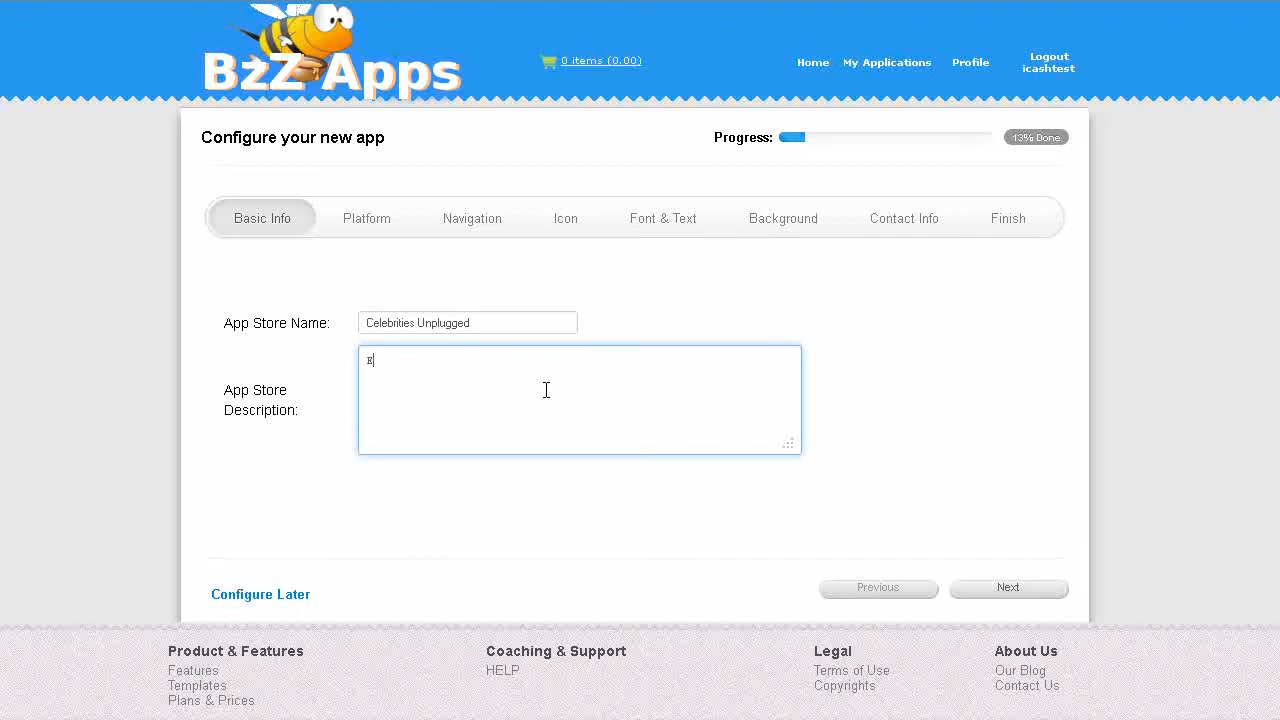 BzZ Apps
0 items (0.00)
Home My Applications Profile Logout
icashtest
Configure your new app
Progress: 13% Done
Basic Info Platform Navigation Icon Font & Text Background Contact Info Finish
App Store Name: Celebrities Unplugged
E
App Store
Description:
Configure Later Previous Next
Product & Features Coaching & Support Legal About Us
Features HELP Terms of Use Our Blog
Templates Copyrights Contact Us
Plans & Prices